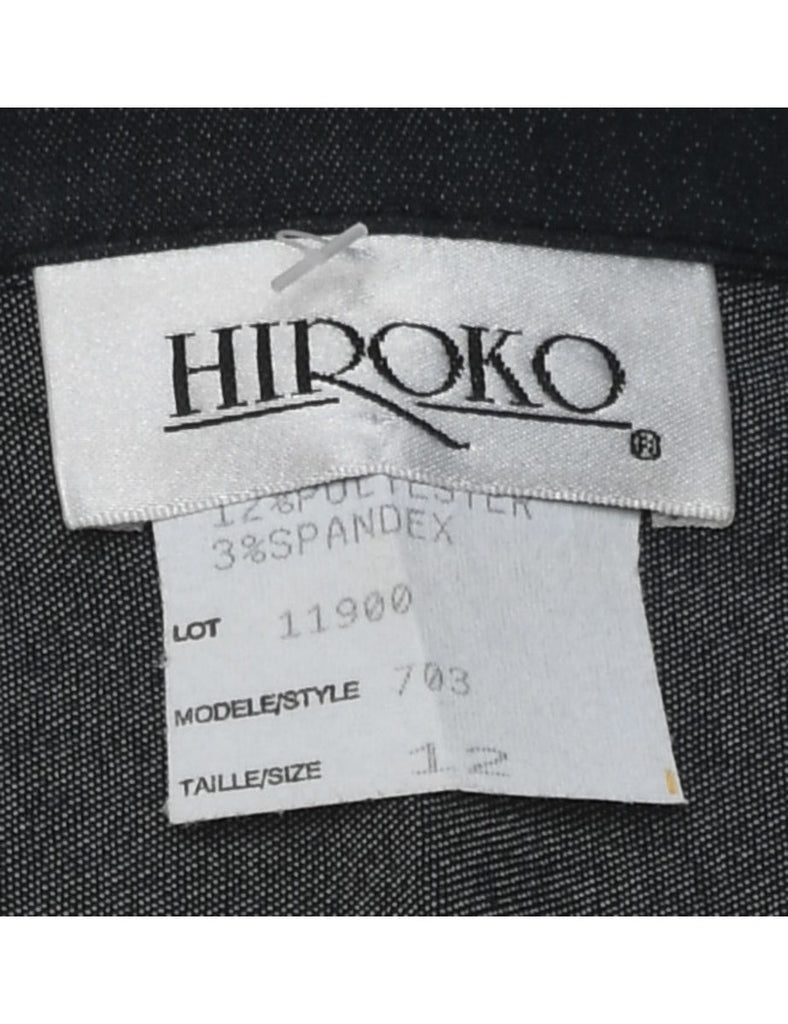 HIROKO
®
12%POLYESTER
3%SPANDEX
LOT 11900
MODELE/STYLE 703
TAILLE/SIZE 12